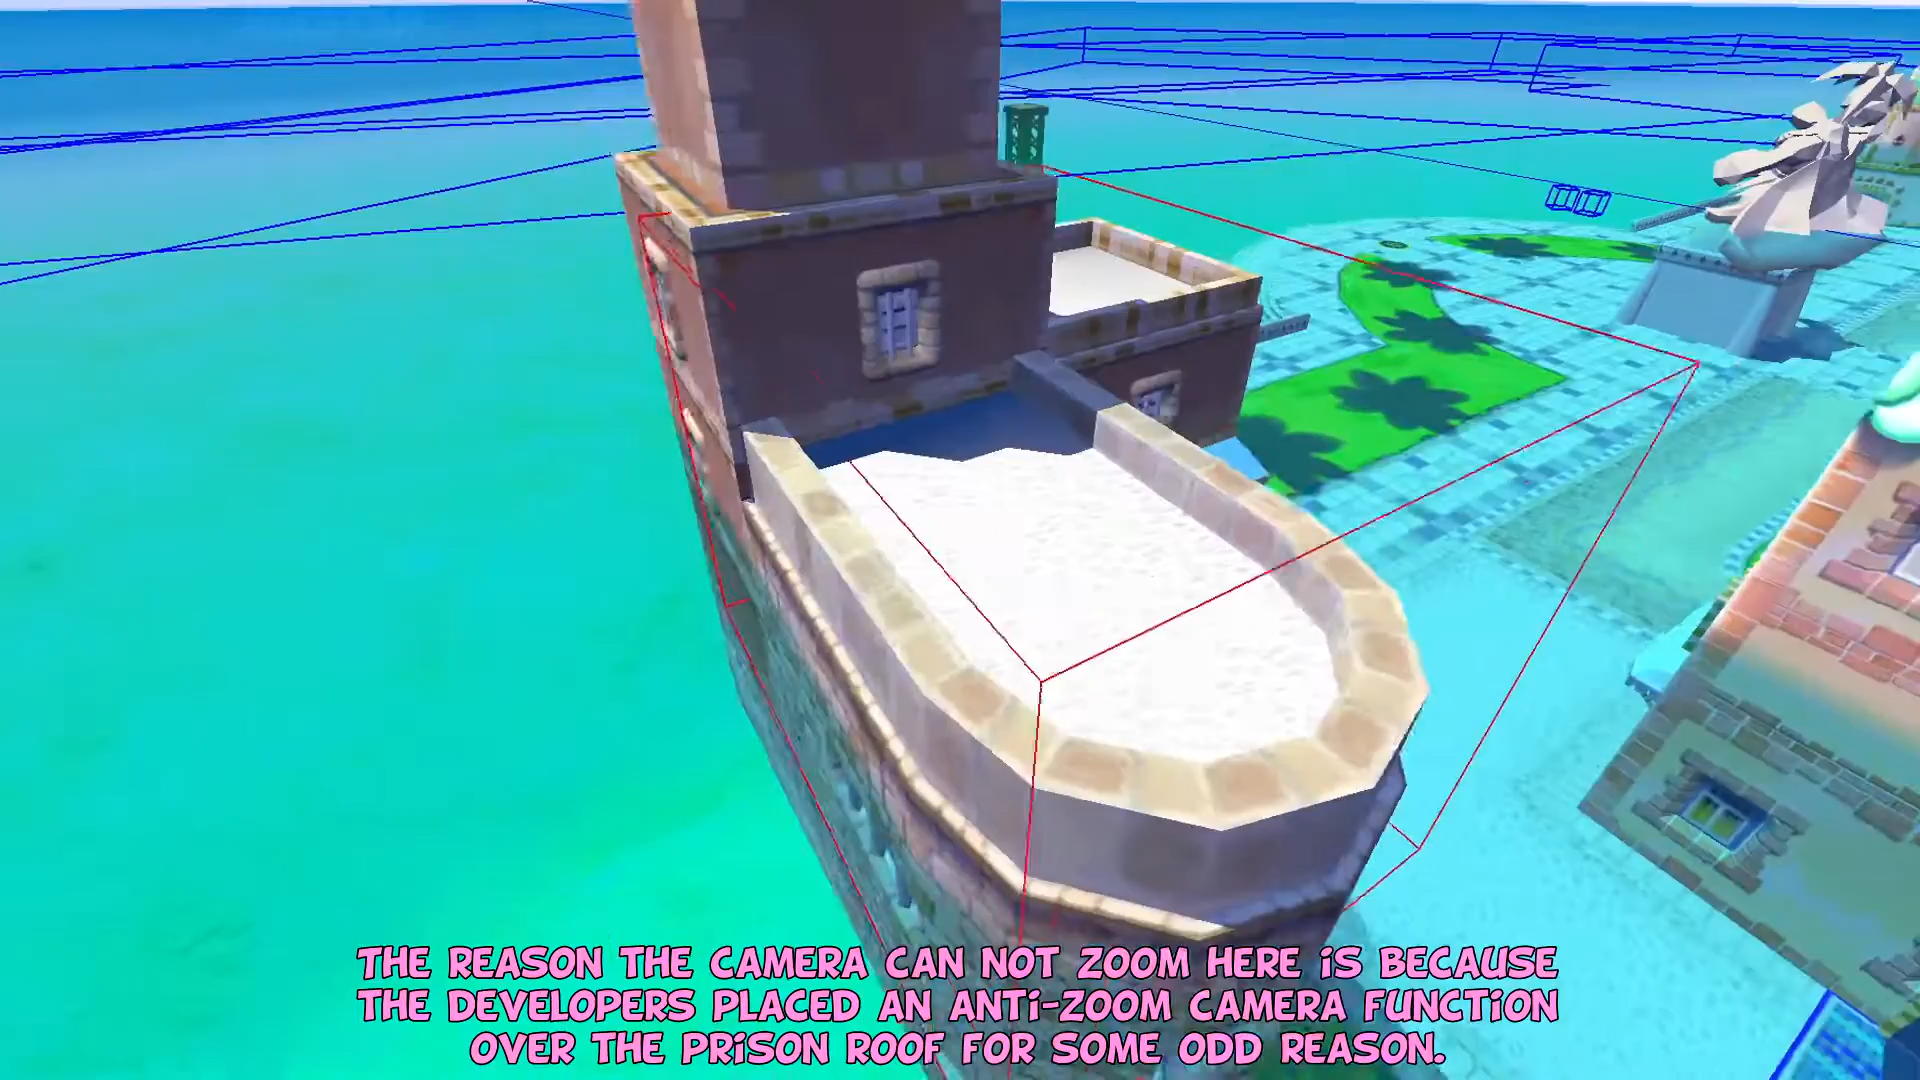 THE REASON THE CAMERA CAN NOT ZOOM HERE iS BECAUSE
THE DEVELOPERS PLACED AN ANTi-ZOOM CAMERA FUNCTiON
OVER THE PRiSON ROOF FOR SOME ODD REASON.